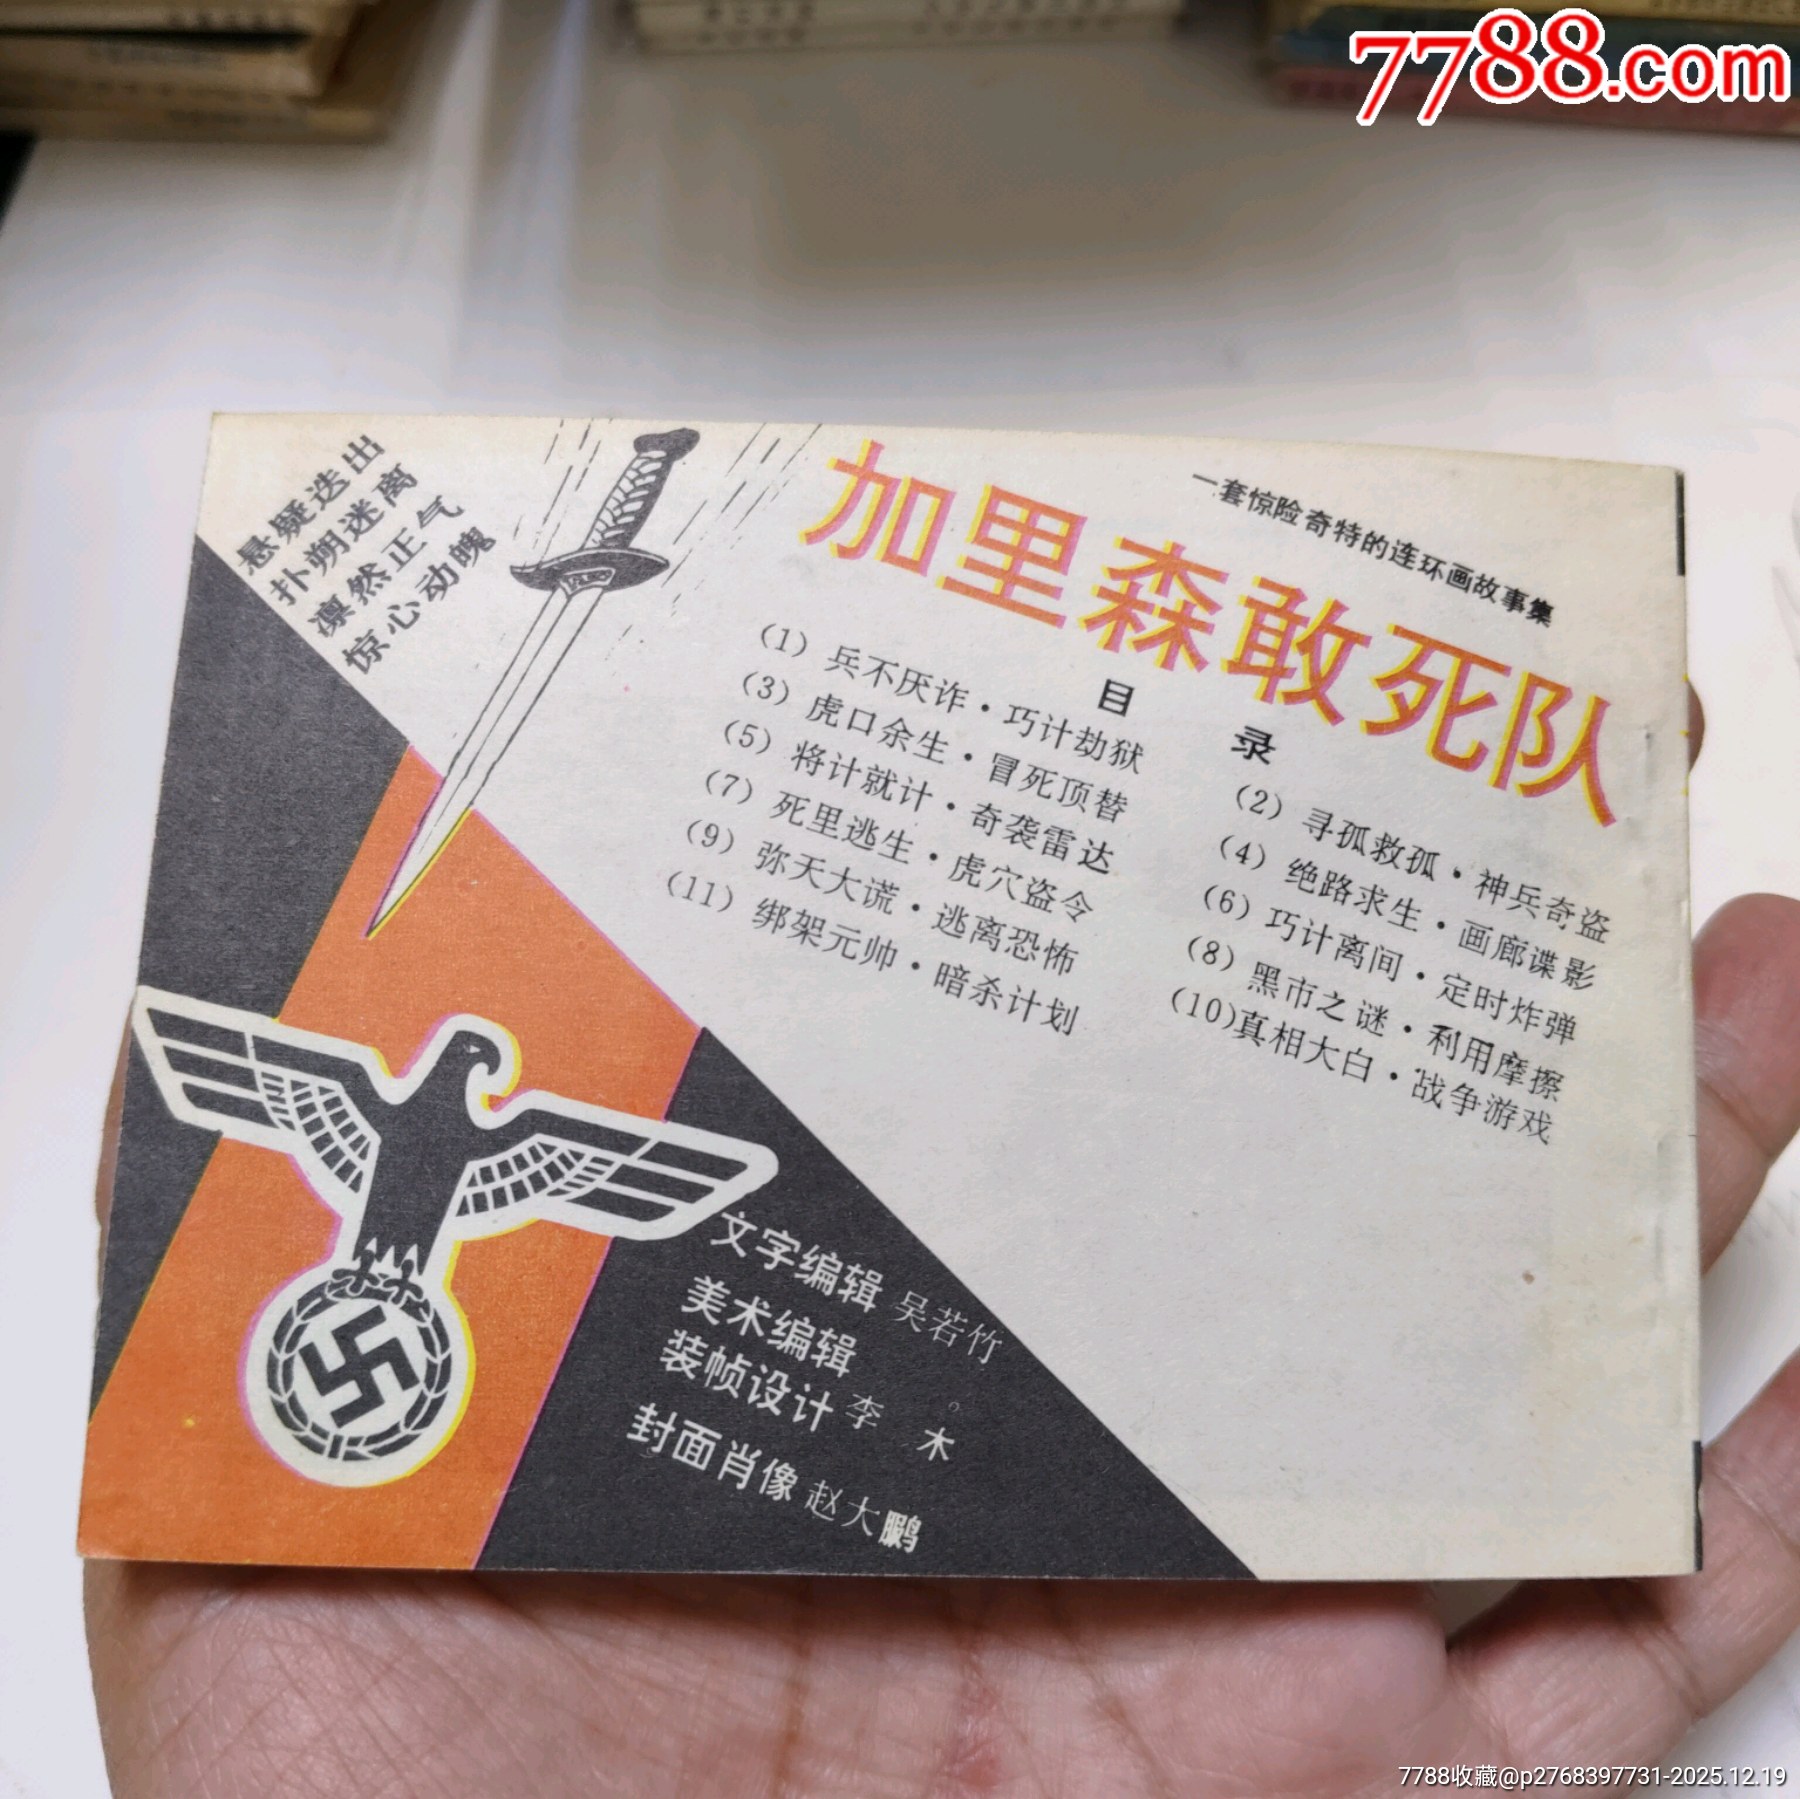 7788.com
悬疑迭出
扑朔迷离
凛然正气
惊心动魄
一套惊险奇特的连环画故事集
加里森敢死队
目 录
(1) 兵不厌诈·巧计劫狱
(2) 寻孤救孤·神兵奇盗
(3) 虎口余生·冒死顶替
(4) 绝路求生·画廊谍影
(5) 将计就计·奇袭雷达
(6) 巧计离间·定时炸弹
(7) 死里逃生·虎穴盗令
(8) 黑市之谜·利用摩擦
(9) 弥天大谎·逃离恐怖
(10)真相大白·战争游戏
(11) 绑架元帅·暗杀计划
文字编辑 吴若竹
美术编辑
装帧设计 李 木
封面肖像 赵大鹏
7788收藏@p2768397731-2025.12.19